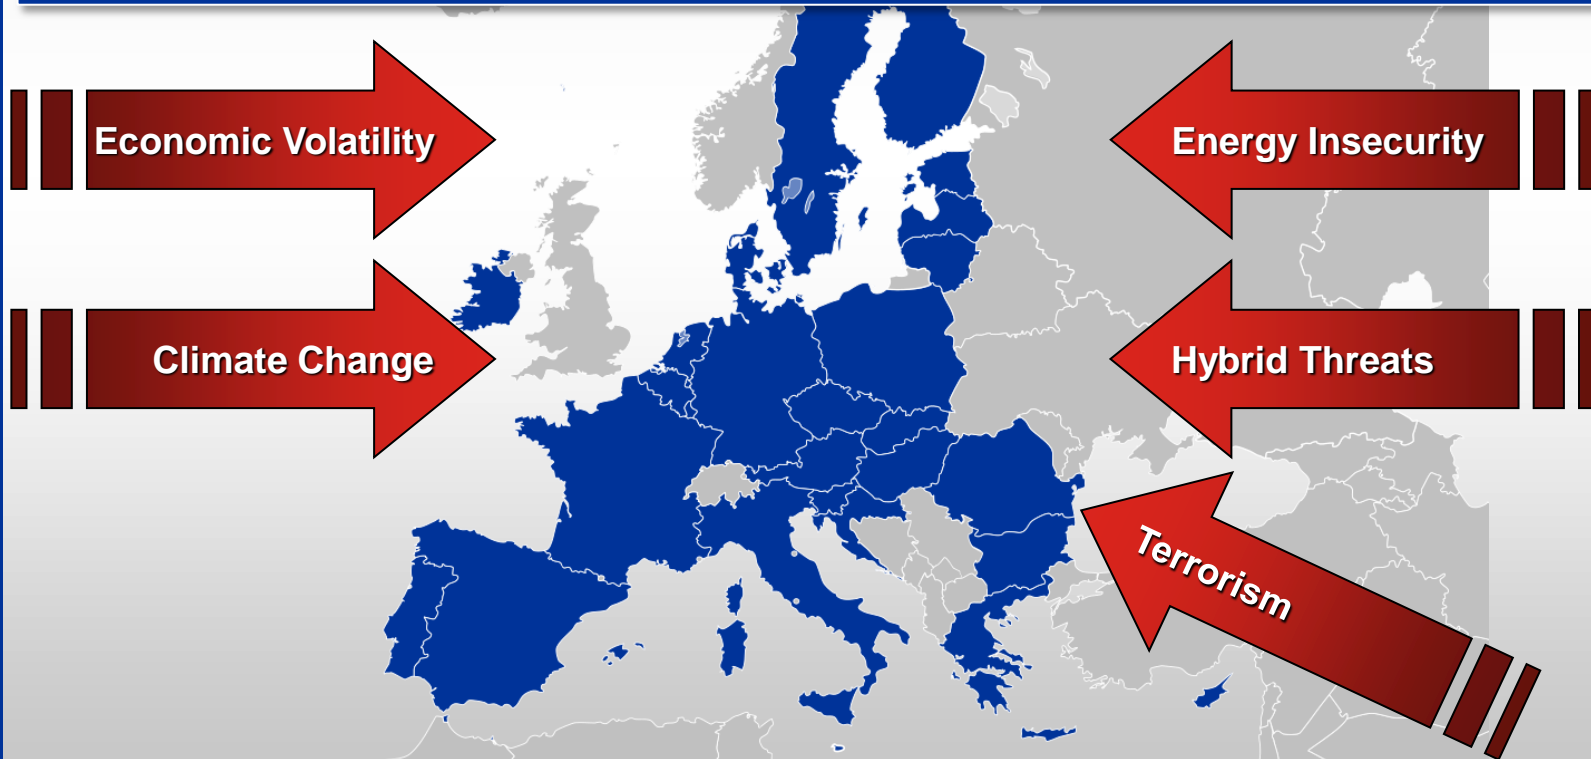 Economic Volatility
Energy Insecurity
Climate Change
Hybrid Threats
Terrorism